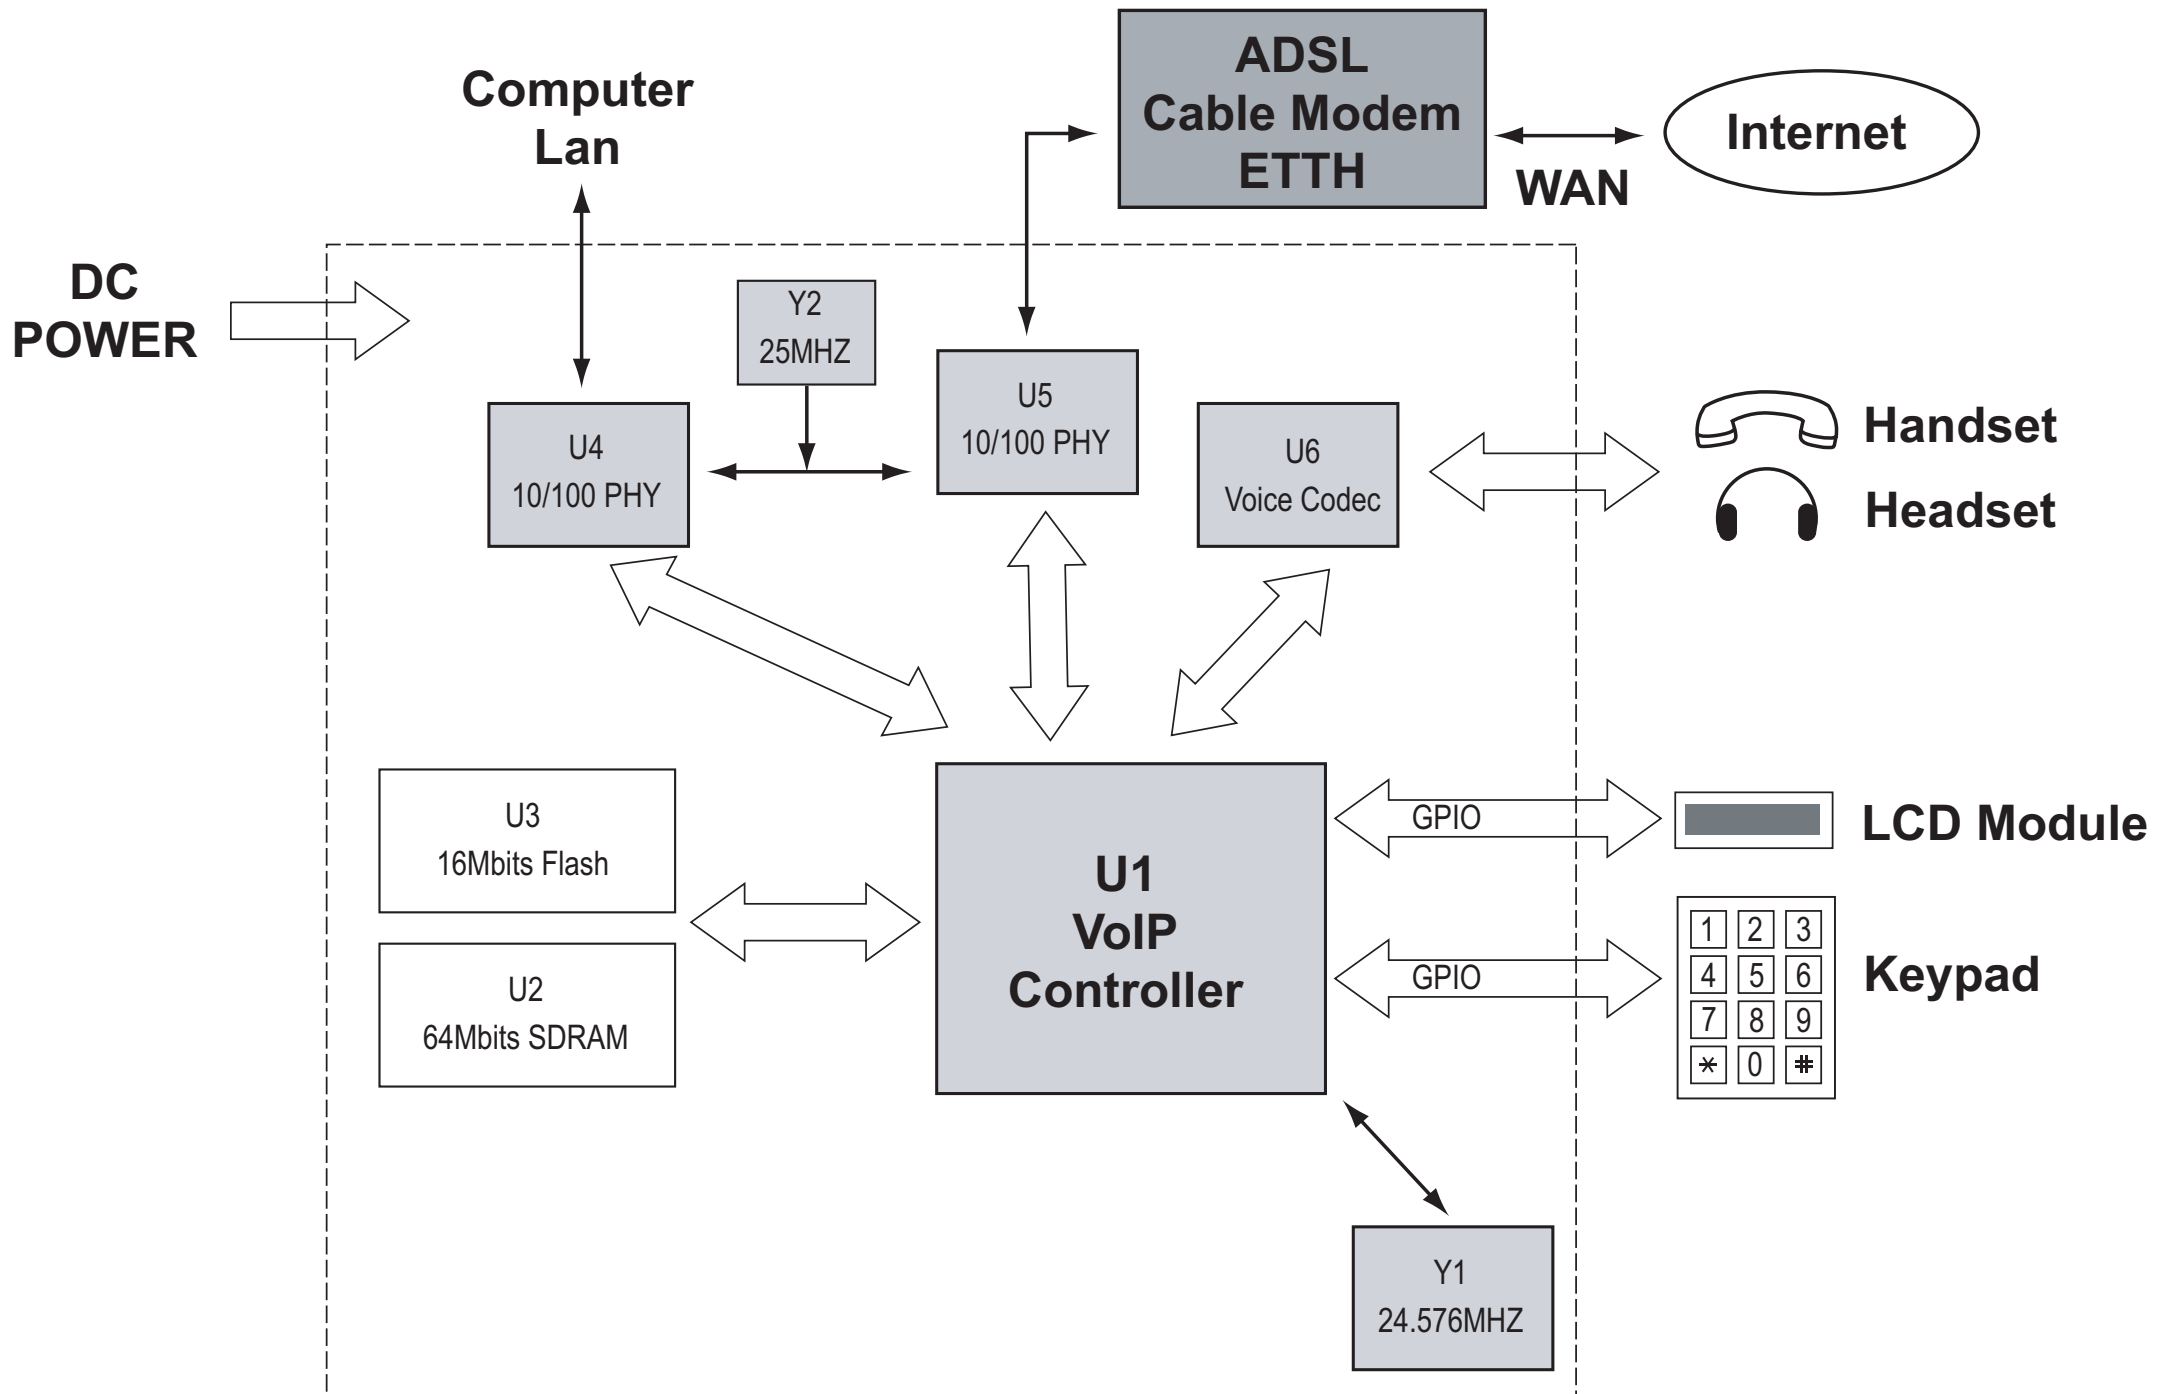 ADSL
Cable Modem
ETTH
Computer
Lan
Internet
WAN
DC
POWER
Y2
25MHZ
U5
10/100 PHY
U4
10/100 PHY
U6
Voice Codec
Handset
Headset
U3
16Mbits Flash
U2
64Mbits SDRAM
U1
VoIP
Controller
GPIO
LCD Module
GPIO
1 2 3
4 5 6
7 8 9
* 0 #
Keypad
Y1
24.576MHZ